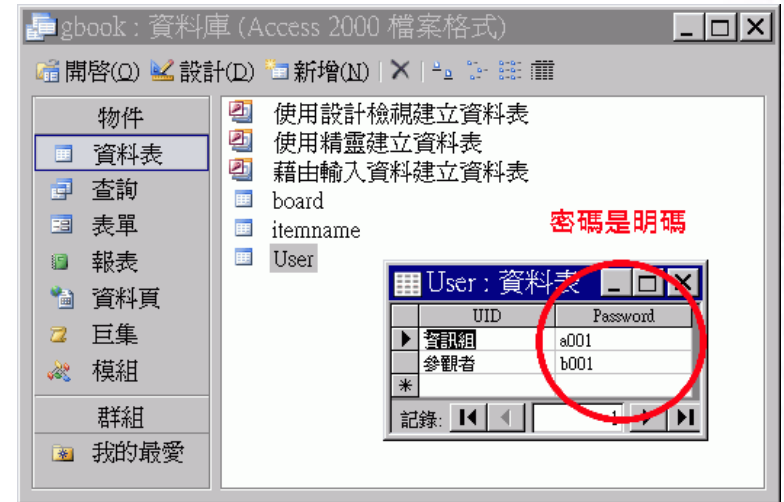 gbook : 資料庫 (Access 2000 檔案格式)
開啓(O) 設計(D) 新增(N)
物件
資料表
查詢
表單
報表
資料頁
巨集
模組
群組
我的最愛
使用設計檢視建立資料表
使用精靈建立資料表
藉由輸入資料建立資料表
board
itemname
User
密碼是明碼
User : 資料表
UID Password
資訊組 a001
參觀者 b001
記錄: 1